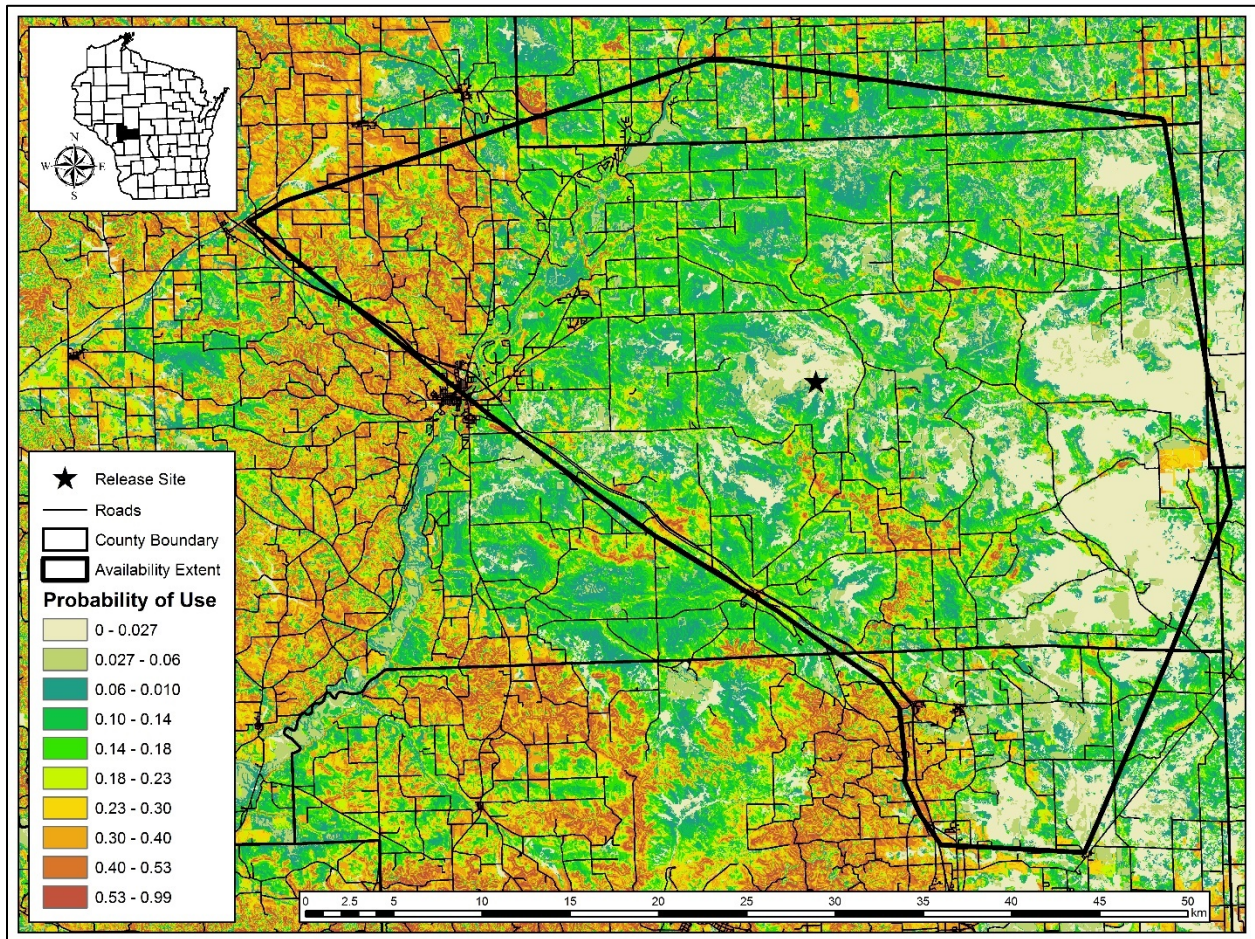 N
W
E
S
Release Site
Roads
County Boundary
Availability Extent
Probability of Use
0 - 0.027
0.027 - 0.06
0.06 - 0.010
0.10 - 0.14
0.14 - 0.18
0.18 - 0.23
0.23 - 0.30
0.30 - 0.40
0.40 - 0.53
0.53 - 0.99
0 2.5 5 10 15 20 25 30 35 40 45 50
km